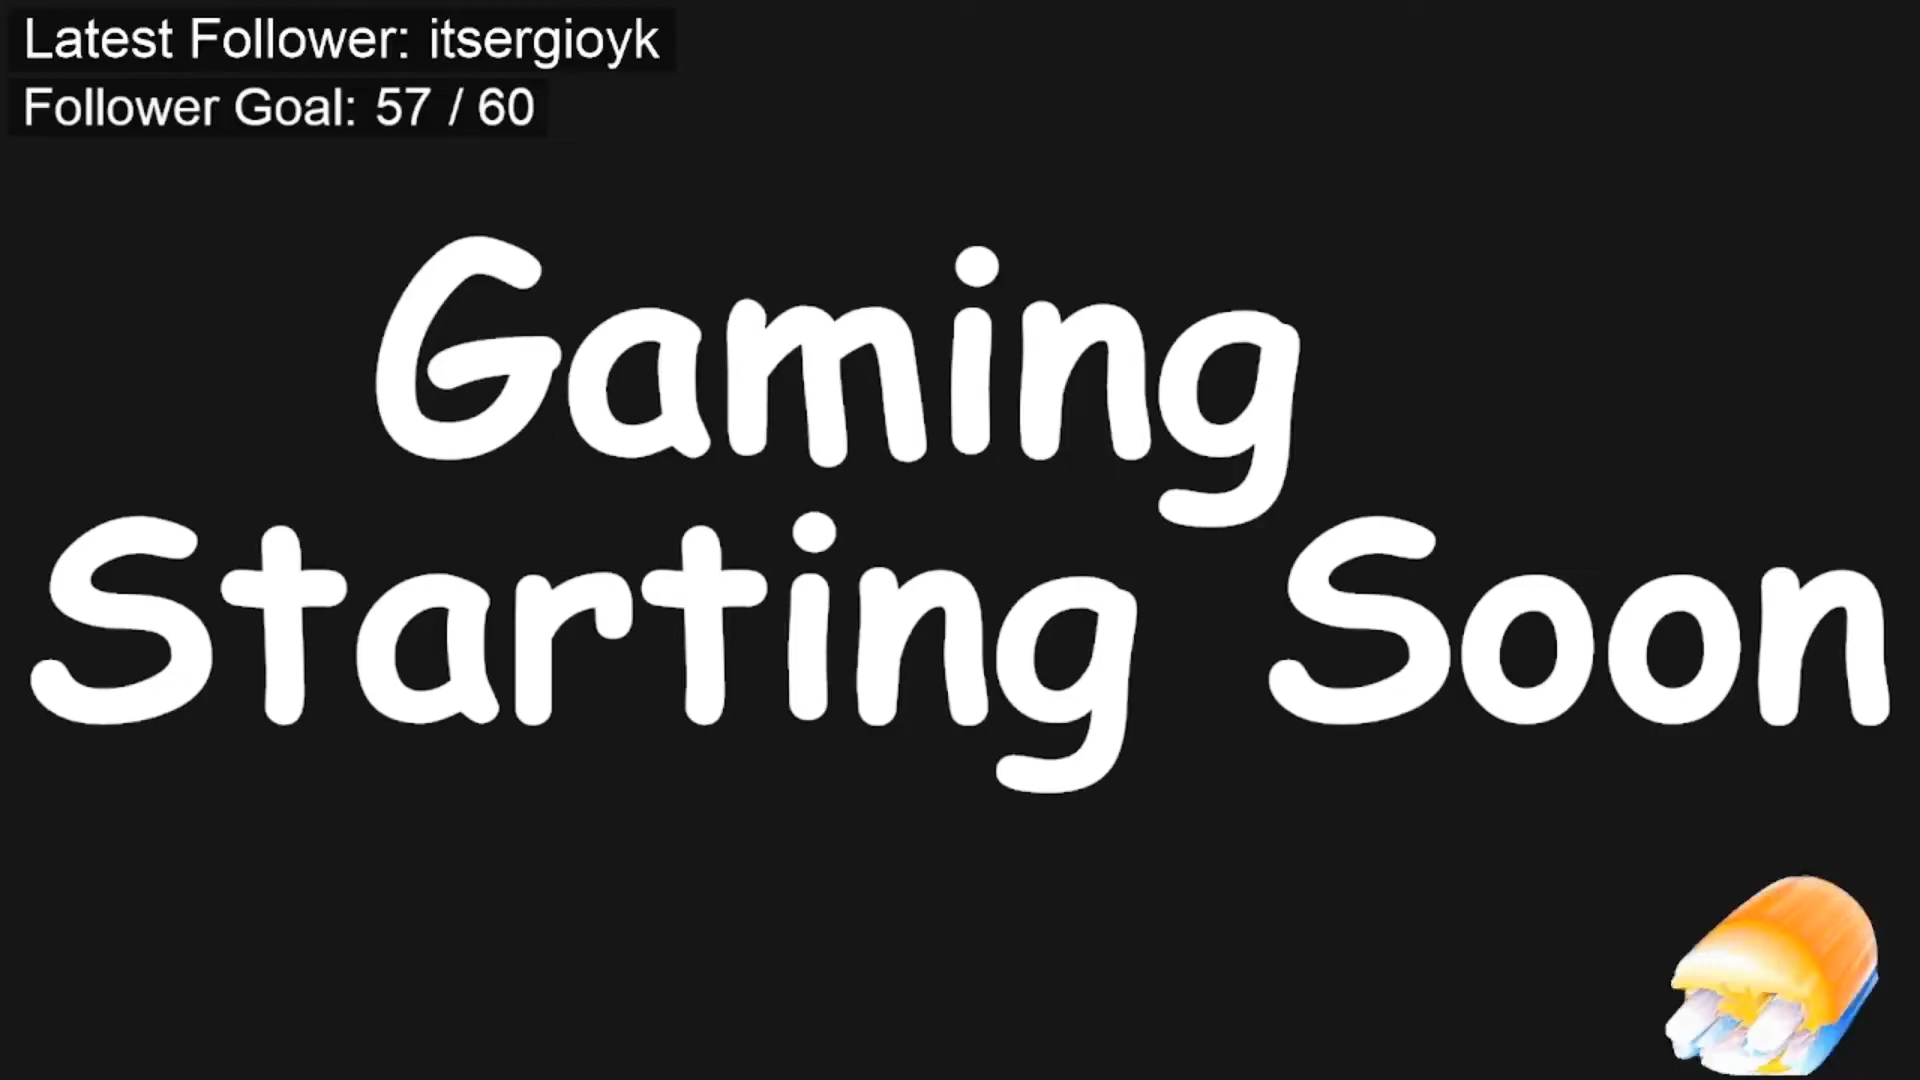 Latest Follower: itsergioyk
Follower Goal: 57 / 60
Gaming
Starting Soon